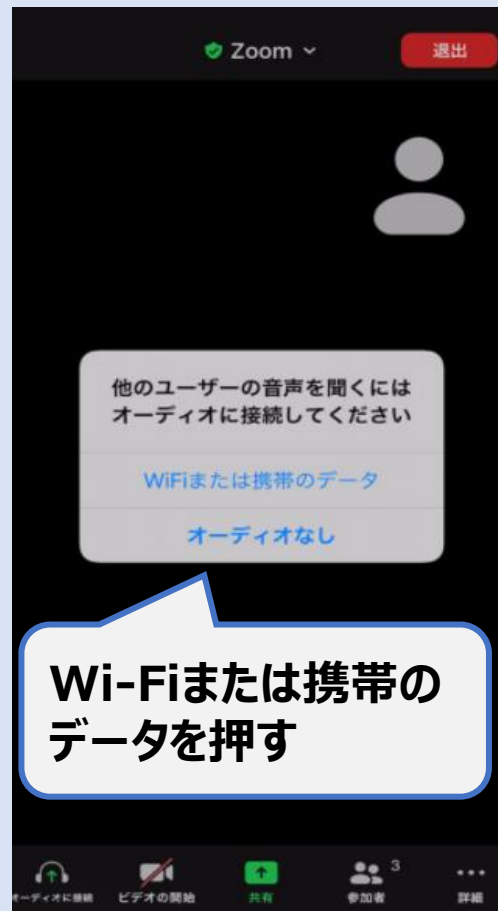 Zoom
退出
他のユーザーの音声を聞くには
オーディオに接続してください
WiFiまたは携帯のデータ
オーディオなし
Wi-Fiまたは携帯の
データを押す
3
オーディオに接続
ビデオの開始
共有
参加者
詳細